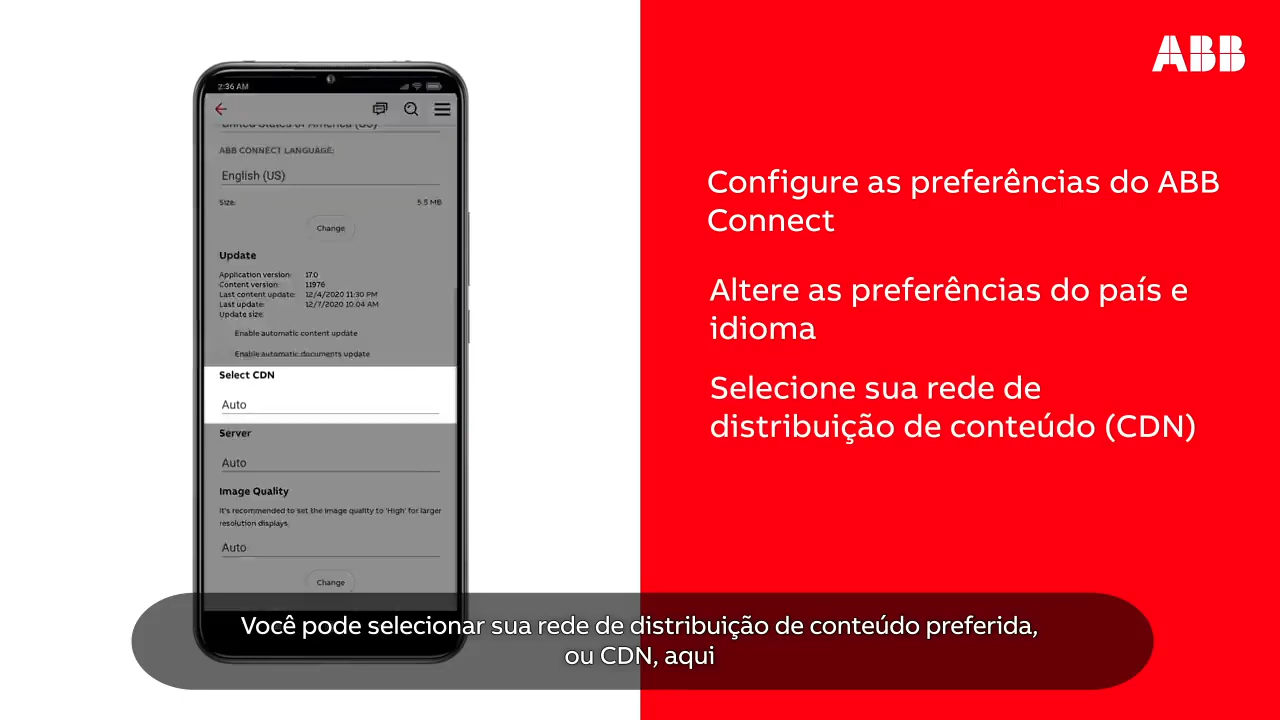 ABB
2:36 AM
United States of America (US)
ABB CONNECT LANGUAGE:
English (US)
Size: 5.5 MB
Change
Update
Application version: 17.0
Content version: 11976
Last content update: 12/4/2020 11:30 PM
Last update: 12/7/2020 10:04 AM
Update size:
Enable automatic content update
Enable automatic documents update
Select CDN
Auto
Server
Auto
Image Quality
It's recommended to set the image quality to 'High' for larger
resolution displays.
Auto
Change
Configure as preferências do ABB
Connect
Altere as preferências do país e
idioma
Selecione sua rede de
distribuição de conteúdo (CDN)
Você pode selecionar sua rede de distribuição de conteúdo preferida,
ou CDN, aqui